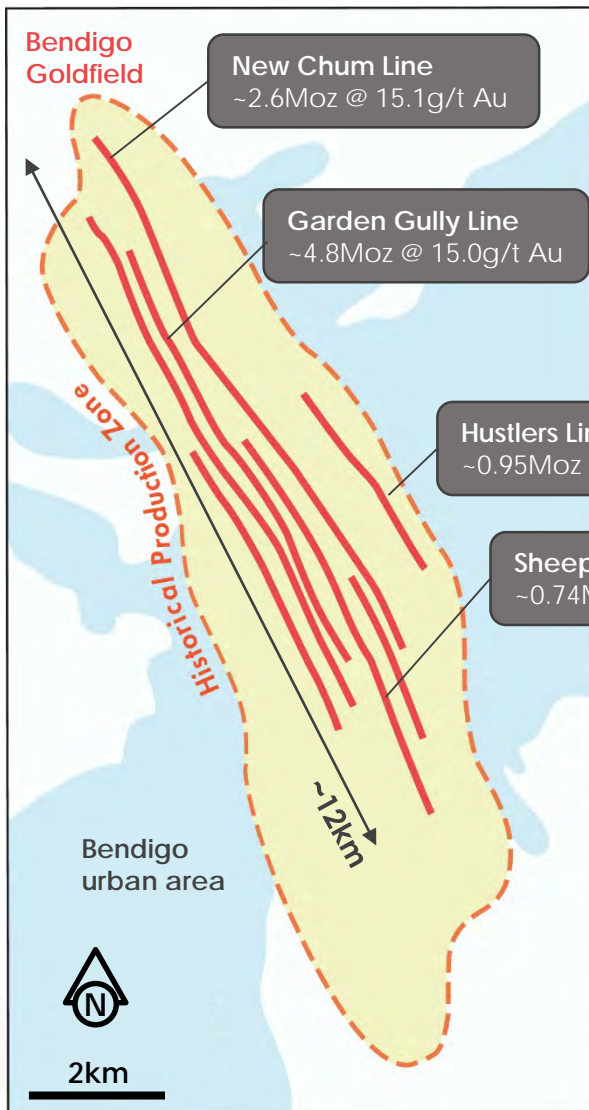 Bendigo
Goldfield
New Chum Line
~2.6Moz @ 15.1g/t Au
Garden Gully Line
~4.8Moz @ 15.0g/t Au
Hustlers
~0.95Moz
Historical Production Zone
~12km
Bendigo
urban area
N
2km